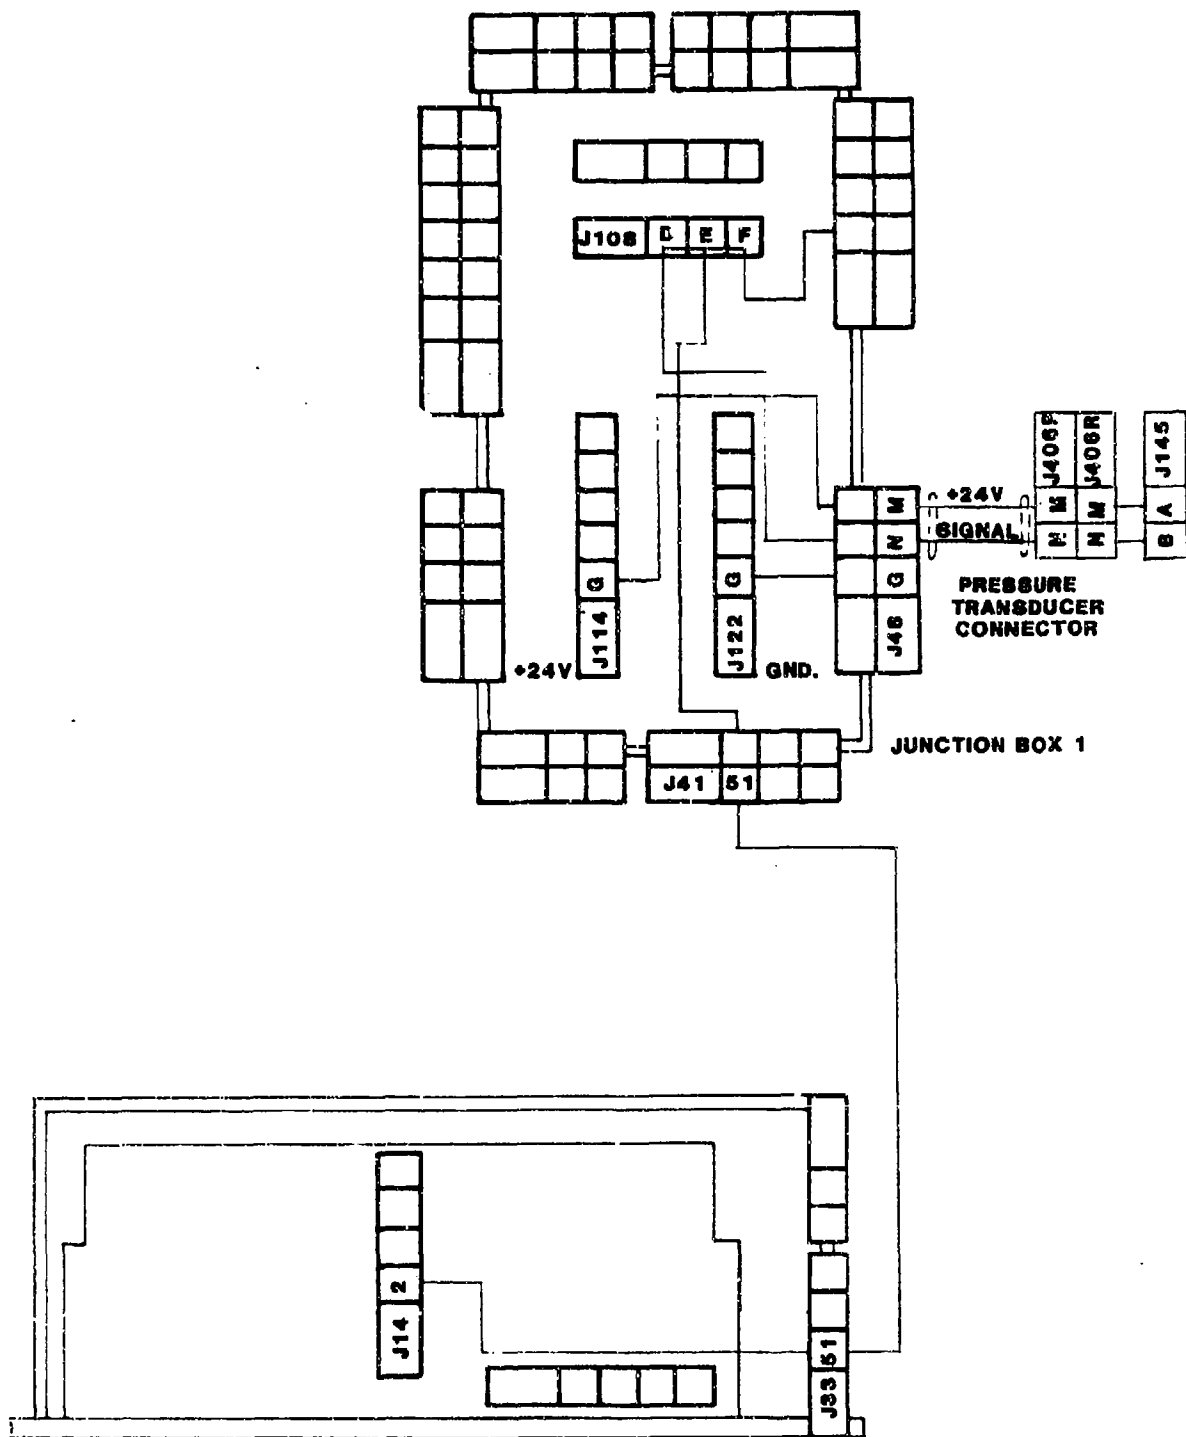 J108 D E F
J406P J406R J145
M +24V M M A
N SIGNAL N N B
G G G
PRESSURE
TRANSDUCER
CONNECTOR
J114 J122 J46
+24V GND.
JUNCTION BOX 1
J41 51
2
J14
51
J33